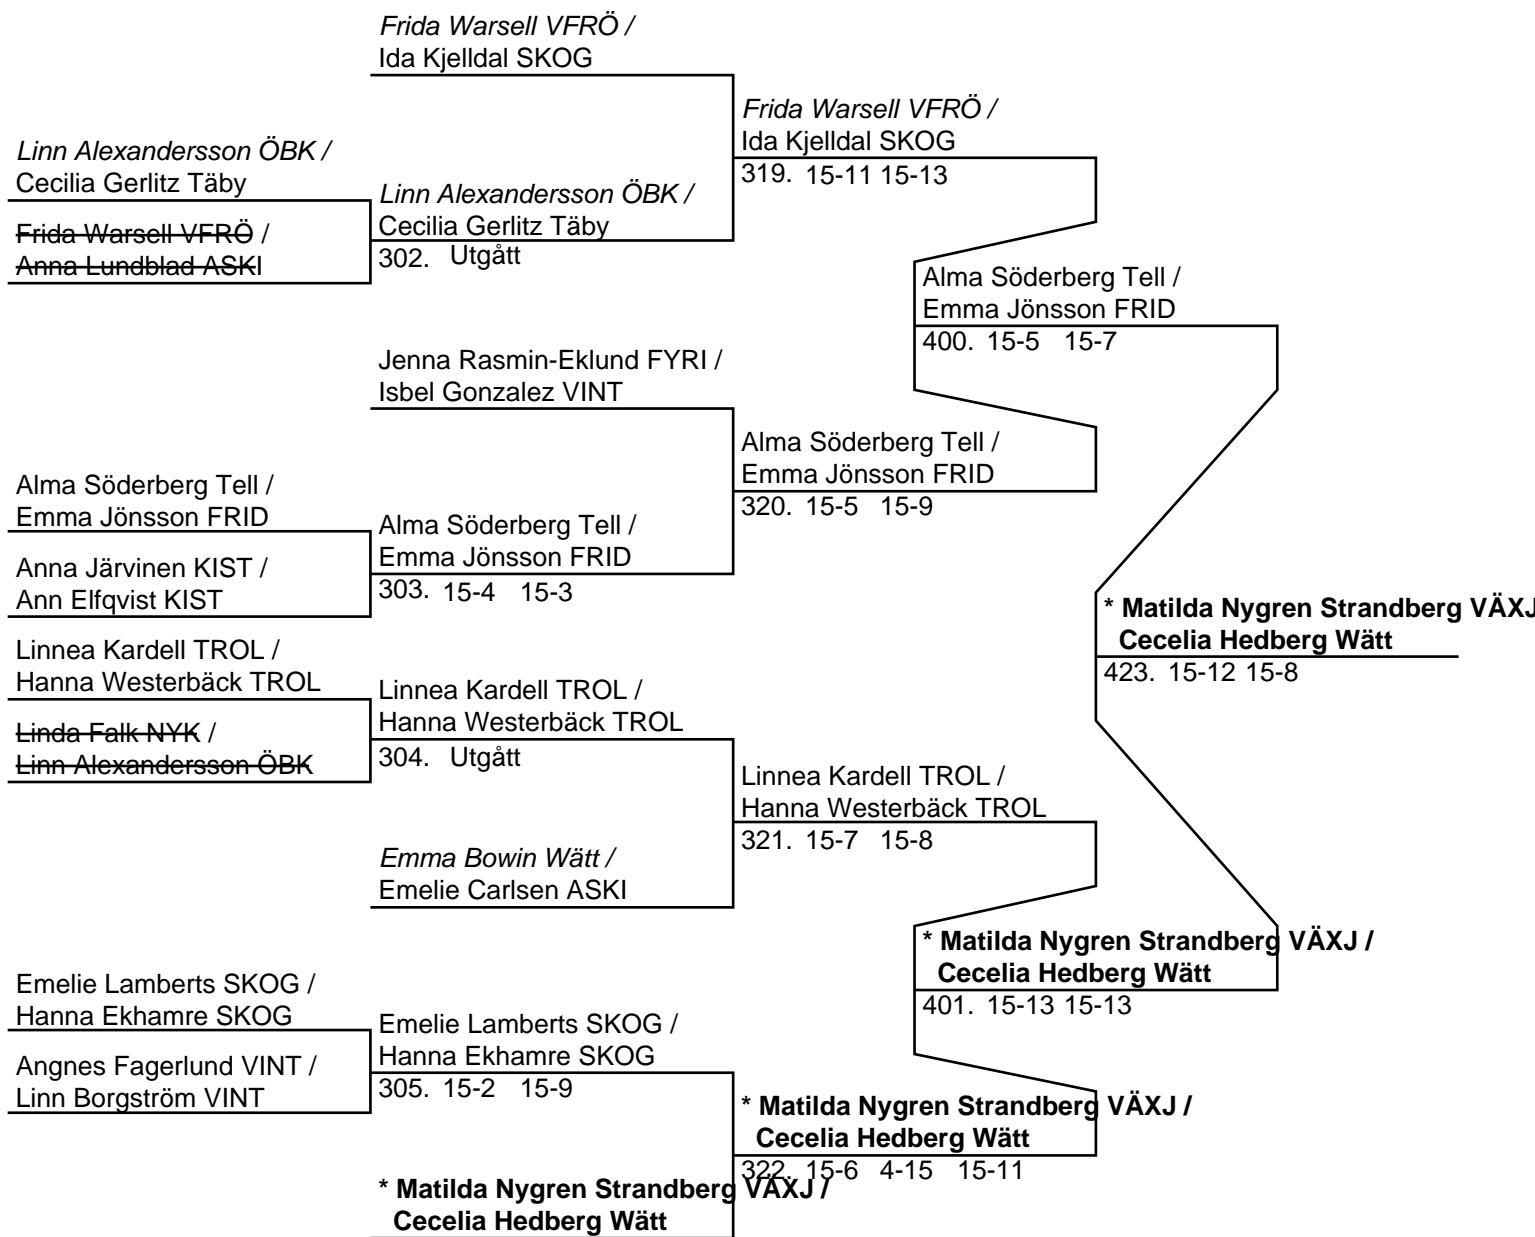 Frida Warsell VFRÖ /
Ida Kjelldal SKOG
Linn Alexandersson ÖBK /
Cecilia Gerlitz Täby
Frida Warsell VFRÖ /
Anna Lundblad ASKI
Linn Alexandersson ÖBK /
Cecilia Gerlitz Täby
302. Utgått
Frida Warsell VFRÖ /
Ida Kjelldal SKOG
319. 15-11 15-13
Jenna Rasmin-Eklund FYRI /
Isbel Gonzalez VINT
Alma Söderberg Tell /
Emma Jönsson FRID
Anna Järvinen KIST /
Ann Elfqvist KIST
Alma Söderberg Tell /
Emma Jönsson FRID
303. 15-4 15-3
Alma Söderberg Tell /
Emma Jönsson FRID
320. 15-5 15-9
Alma Söderberg Tell /
Emma Jönsson FRID
400. 15-5 15-7
Linnea Kardell TROL /
Hanna Westerbäck TROL
Linda Falk NYK /
Linn Alexandersson ÖBK
Linnea Kardell TROL /
Hanna Westerbäck TROL
304. Utgått
Emma Bowin Wätt /
Emelie Carlsen ASKI
Linnea Kardell TROL /
Hanna Westerbäck TROL
321. 15-7 15-8
Emelie Lamberts SKOG /
Hanna Ekhamre SKOG
Angnes Fagerlund VINT /
Linn Borgström VINT
Emelie Lamberts SKOG /
Hanna Ekhamre SKOG
305. 15-2 15-9
* Matilda Nygren Strandberg VÄXJ /
Cecelia Hedberg Wätt
* Matilda Nygren Strandberg VÄXJ /
Cecelia Hedberg Wätt
322. 15-6 4-15 15-11
* Matilda Nygren Strandberg VÄXJ /
Cecelia Hedberg Wätt
401. 15-13 15-13
* Matilda Nygren Strandberg VÄXJ
Cecelia Hedberg Wätt
423. 15-12 15-8